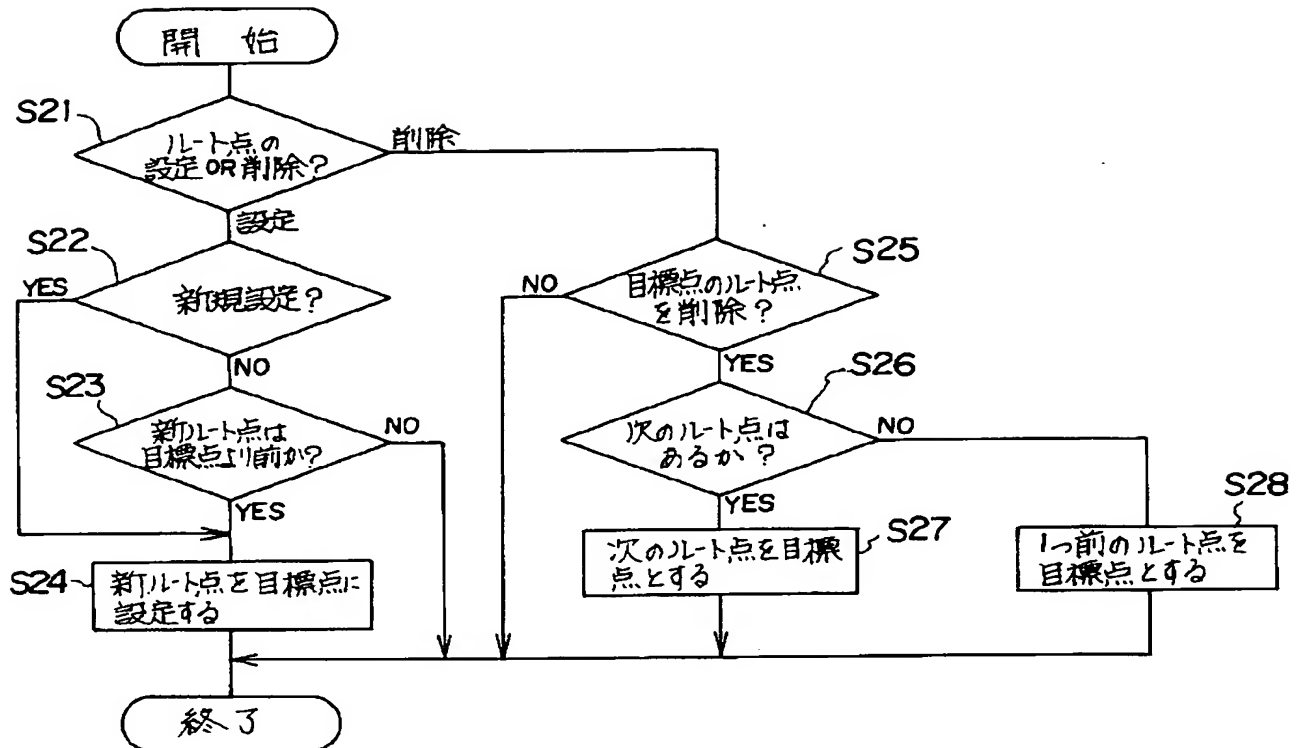 開 始
S21
ルート点の
設定OR削除?
削除
設定
S22
YES
新規設定?
NO
S23
新ルート点は
目標点より前か?
NO
YES
S24
新ルート点を目標点に
設定する
S25
NO
目標点のルート点
を削除?
YES
S26
次のルート点は
あるか?
NO
YES
S27
次のルート点を目標
点とする
S28
1つ前のルート点を
目標点とする
終了